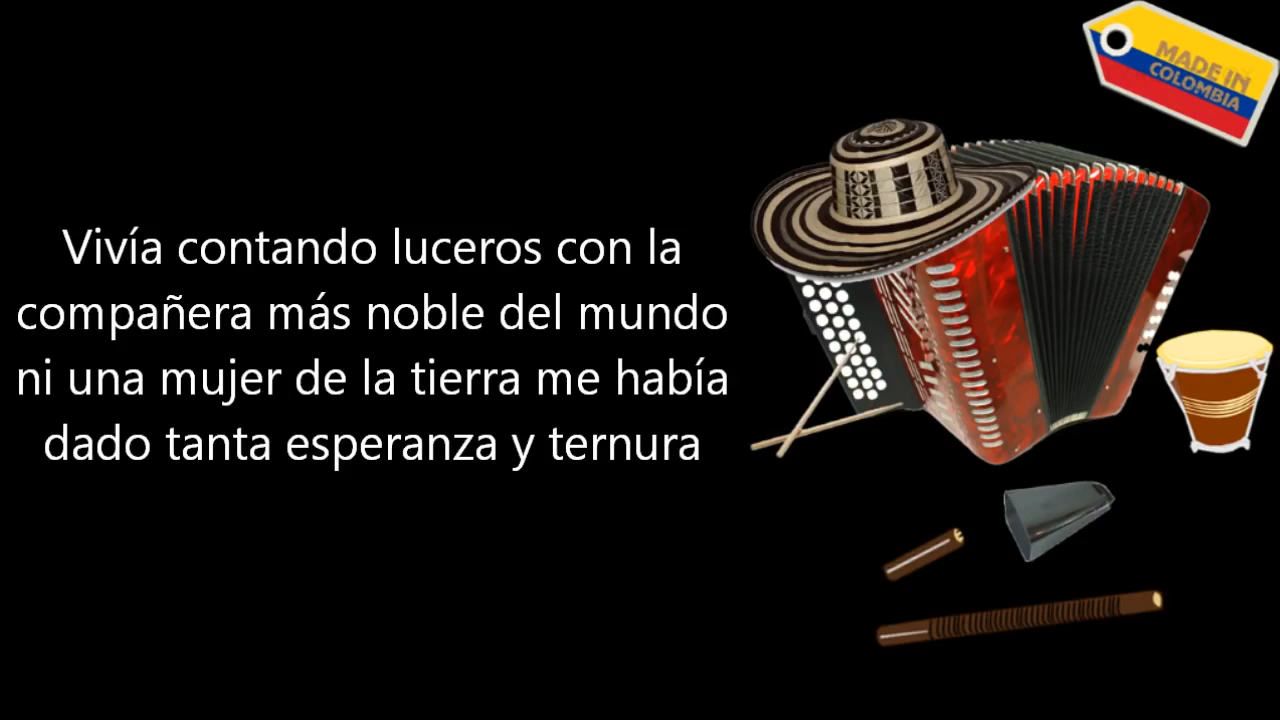 MADE IN
COLOMBIA
Vivía contando luceros con la
compañera más noble del mundo
ni una mujer de la tierra me había
dado tanta esperanza y ternura